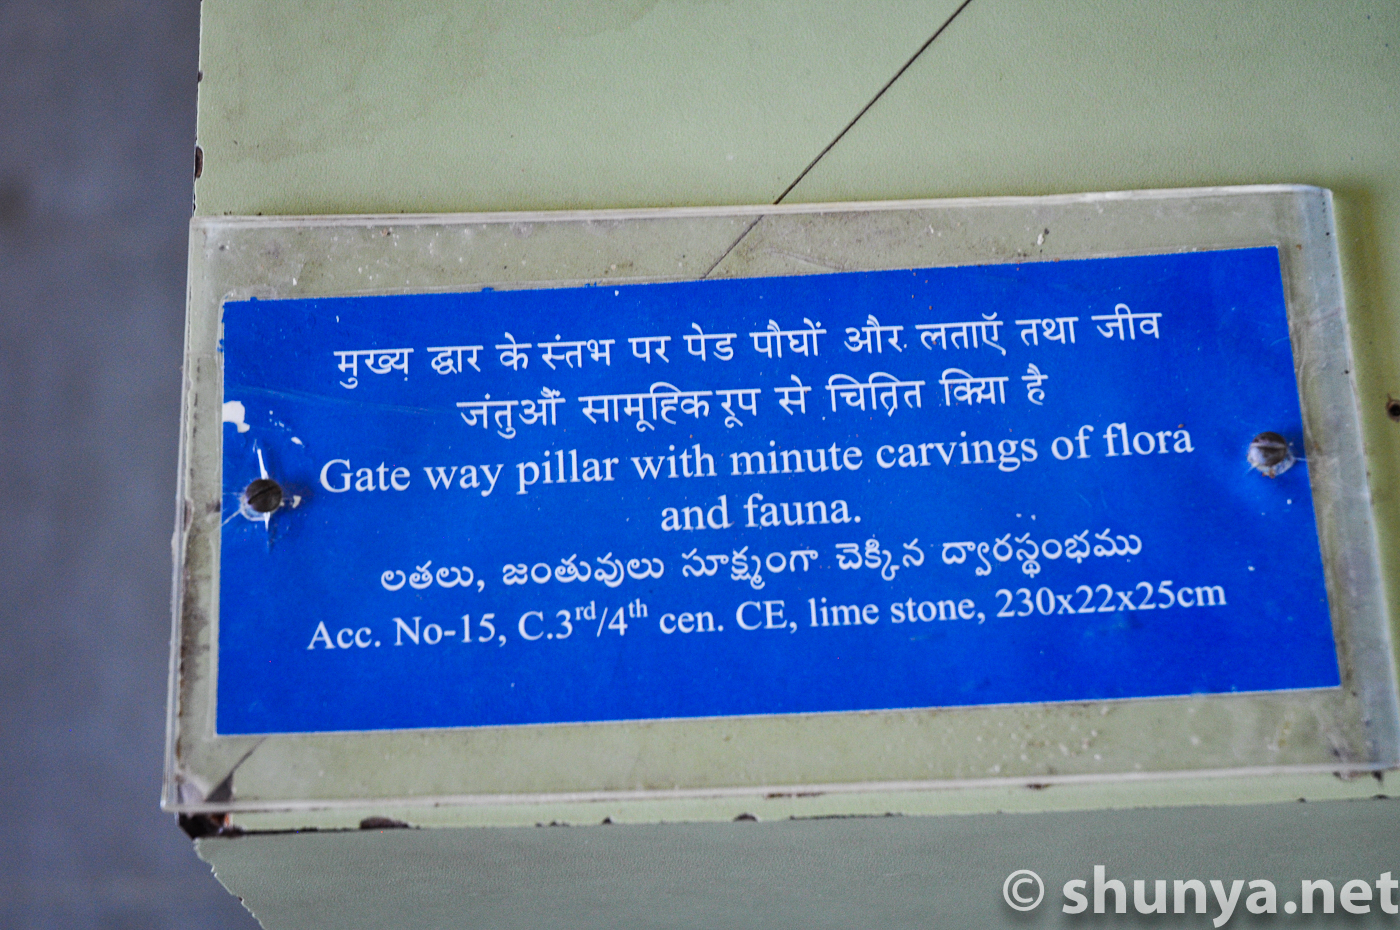 मुख्य द्वार के स्तंभ पर पेड पौघों और लताऍ तथा जीव
जंतुओं सामूहिक रूप से चित्रित किया है
Gate way pillar with minute carvings of flora
and fauna.
లతలు, జంతువులు సూక్ష్మంగా చెక్కిన ద్వారస్థంభము
Acc. No-15, C.3rd/4th cen. CE, lime stone, 230x22x25cm
© shunya.net